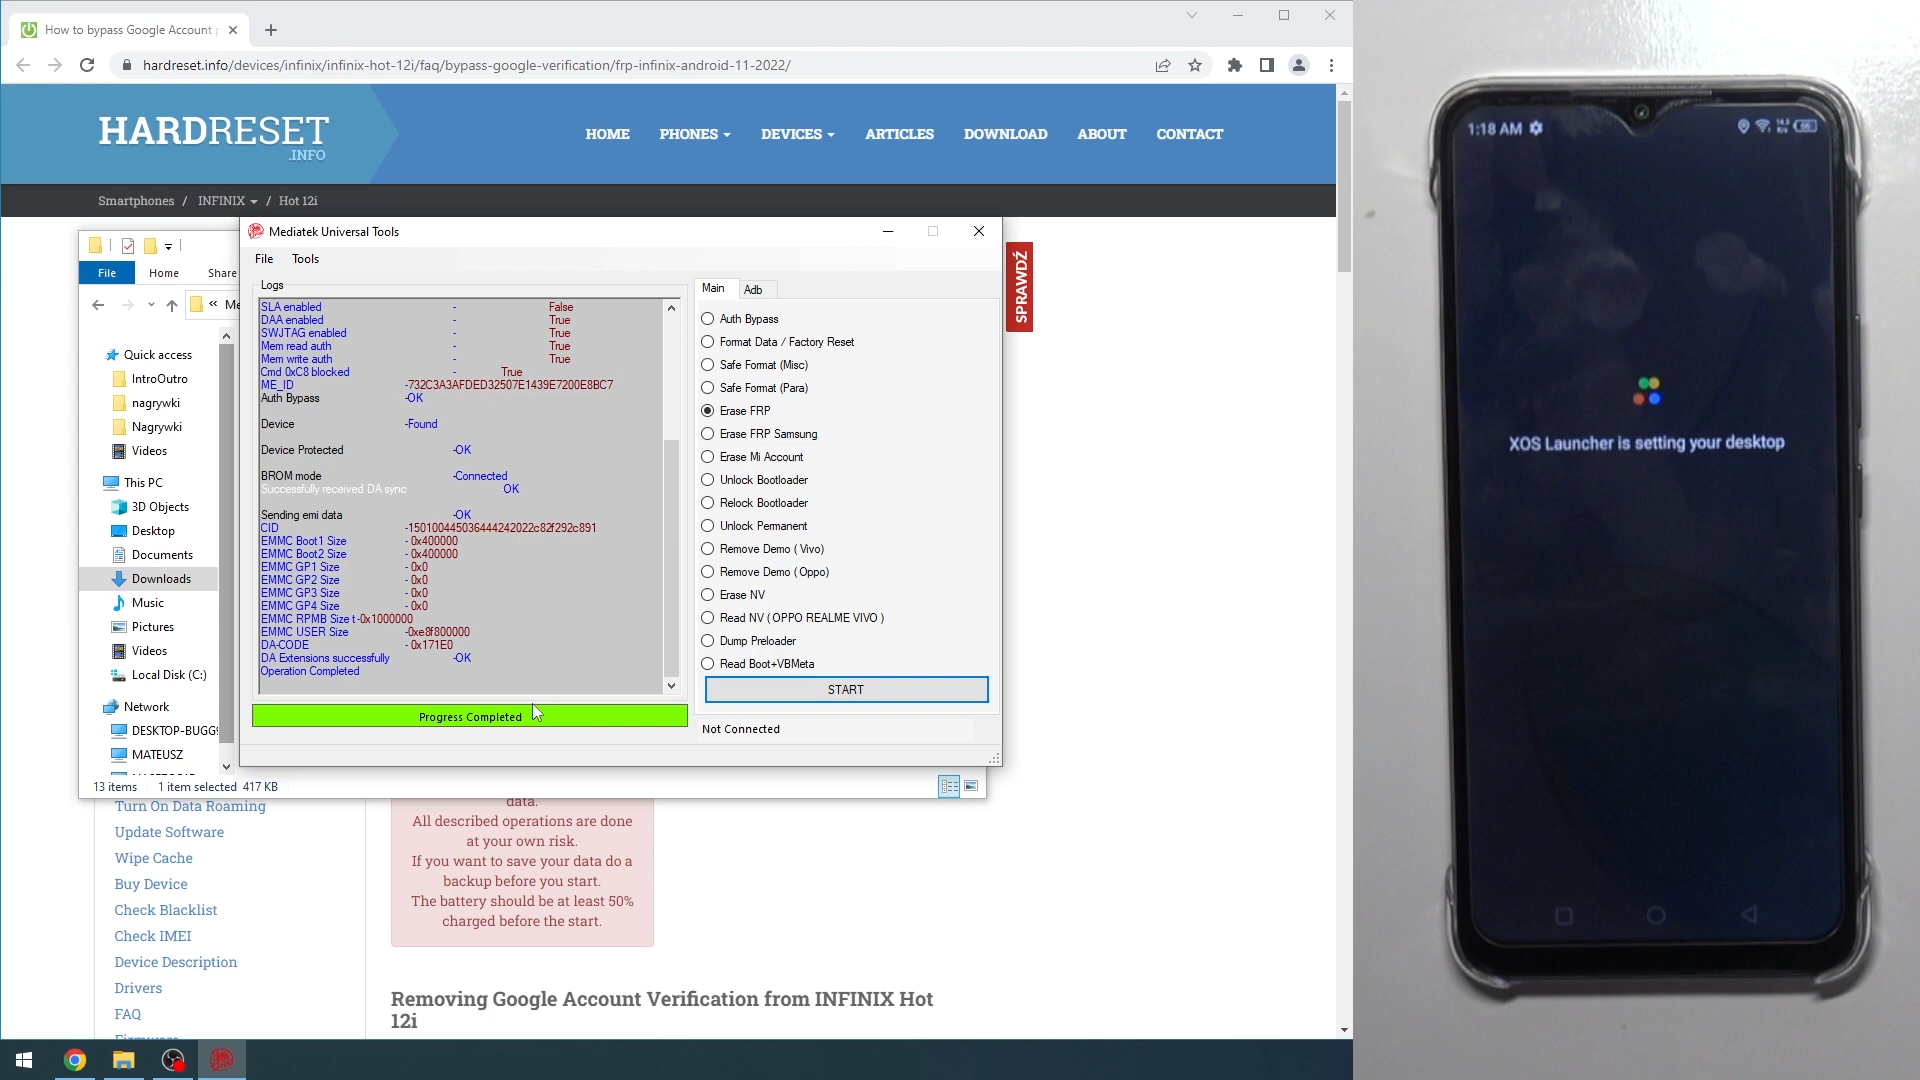 How to bypass Google Account
hardreset.info/devices/infinix/infinix-hot-12i/faq/bypass-google-verification/frp-infinix-android-11-2022/
HARDRESET
.INFO
HOME
PHONES
DEVICES
ARTICLES
DOWNLOAD
ABOUT
CONTACT
Smartphones / INFINIX / Hot 12i
File
Home
Share
« Me
Quick access
IntroOutro
nagrywki
Nagrywki
Videos
This PC
3D Objects
Desktop
Documents
Downloads
Music
Pictures
Videos
Local Disk (C:)
Network
DESKTOP-BUGG
MATEUSZ
13 items
1 item selected 417 KB
Mediatek Universal Tools
File
Tools
Logs
SLA enabled - False
DAA enabled - True
SWJTAG enabled - True
Mem read auth - True
Mem write auth - True
Cmd 0xC8 blocked - True
ME_ID -732C3A3AFDED32507E1439E7200E8BC7
Auth Bypass -OK
Device -Found
Device Protected -OK
BROM mode -Connected
Successfully received DA sync -OK
Sending emi data -OK
CID -150100445036444242022c82f292c891
EMMC Boot1 Size - 0x400000
EMMC Boot2 Size - 0x400000
EMMC GP1 Size - 0x0
EMMC GP2 Size - 0x0
EMMC GP3 Size - 0x0
EMMC GP4 Size - 0x0
EMMC RPMB Size t -0x1000000
EMMC USER Size -0xe8f800000
DA-CODE - 0x171E0
DA Extensions successfully -OK
Operation Completed
Progress Completed
Main
Adb
Auth Bypass
Format Data / Factory Reset
Safe Format (Misc)
Safe Format (Para)
Erase FRP
Erase FRP Samsung
Erase Mi Account
Unlock Bootloader
Relock Bootloader
Unlock Permanent
Remove Demo ( Vivo)
Remove Demo ( Oppo)
Erase NV
Read NV ( OPPO REALME VIVO )
Dump Preloader
Read Boot+VBMeta
START
Not Connected
SPRAWDŹ
Turn On Data Roaming
Update Software
Wipe Cache
Buy Device
Check Blacklist
Check IMEI
Device Description
Drivers
FAQ
data.
All described operations are done
at your own risk.
If you want to save your data do a
backup before you start.
The battery should be at least 50%
charged before the start.
Removing Google Account Verification from INFINIX Hot
12i
1:18 AM
XOS Launcher is setting your desktop